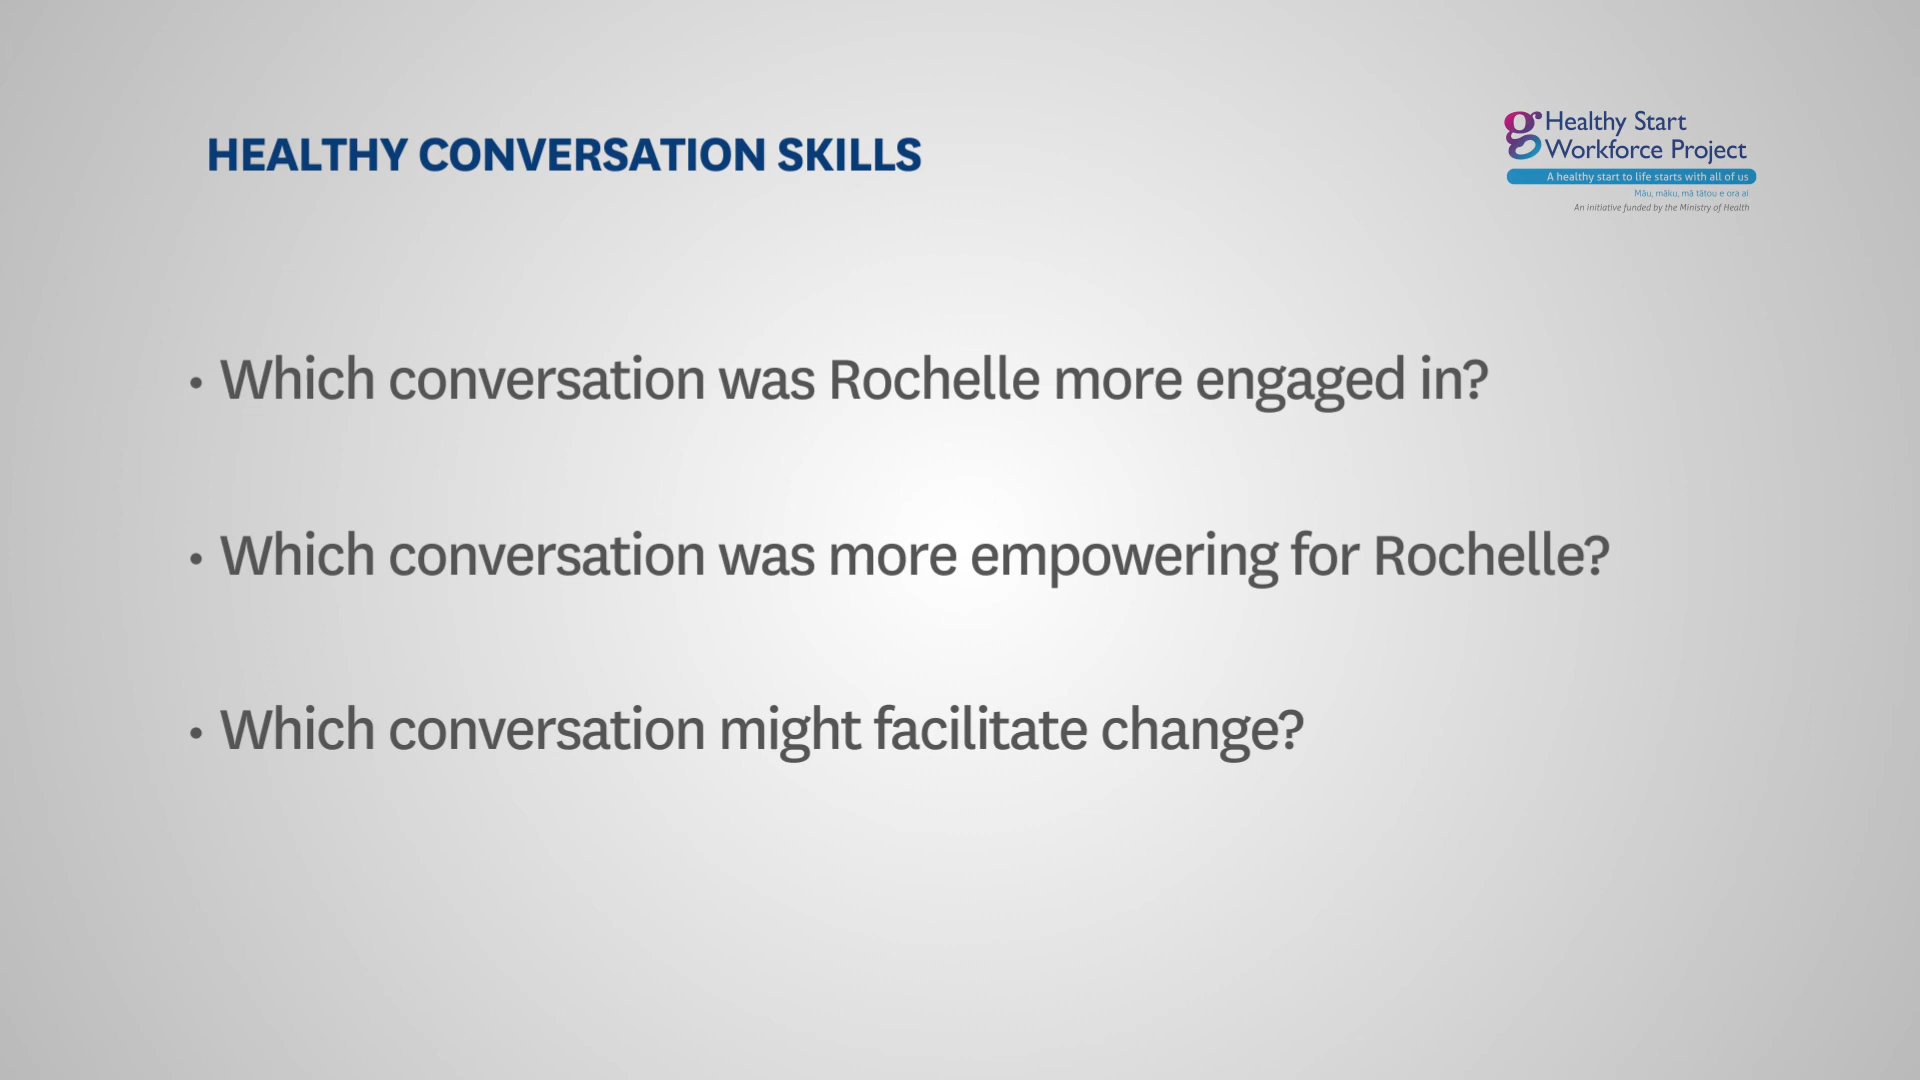 HEALTHY CONVERSATION SKILLS
Healthy Start
Workforce Project
A healthy start to life starts with all of us
Māu, māku, mā tātou e ora ai
An initiative funded by the Ministry of Health
• Which conversation was Rochelle more engaged in?
• Which conversation was more empowering for Rochelle?
• Which conversation might facilitate change?